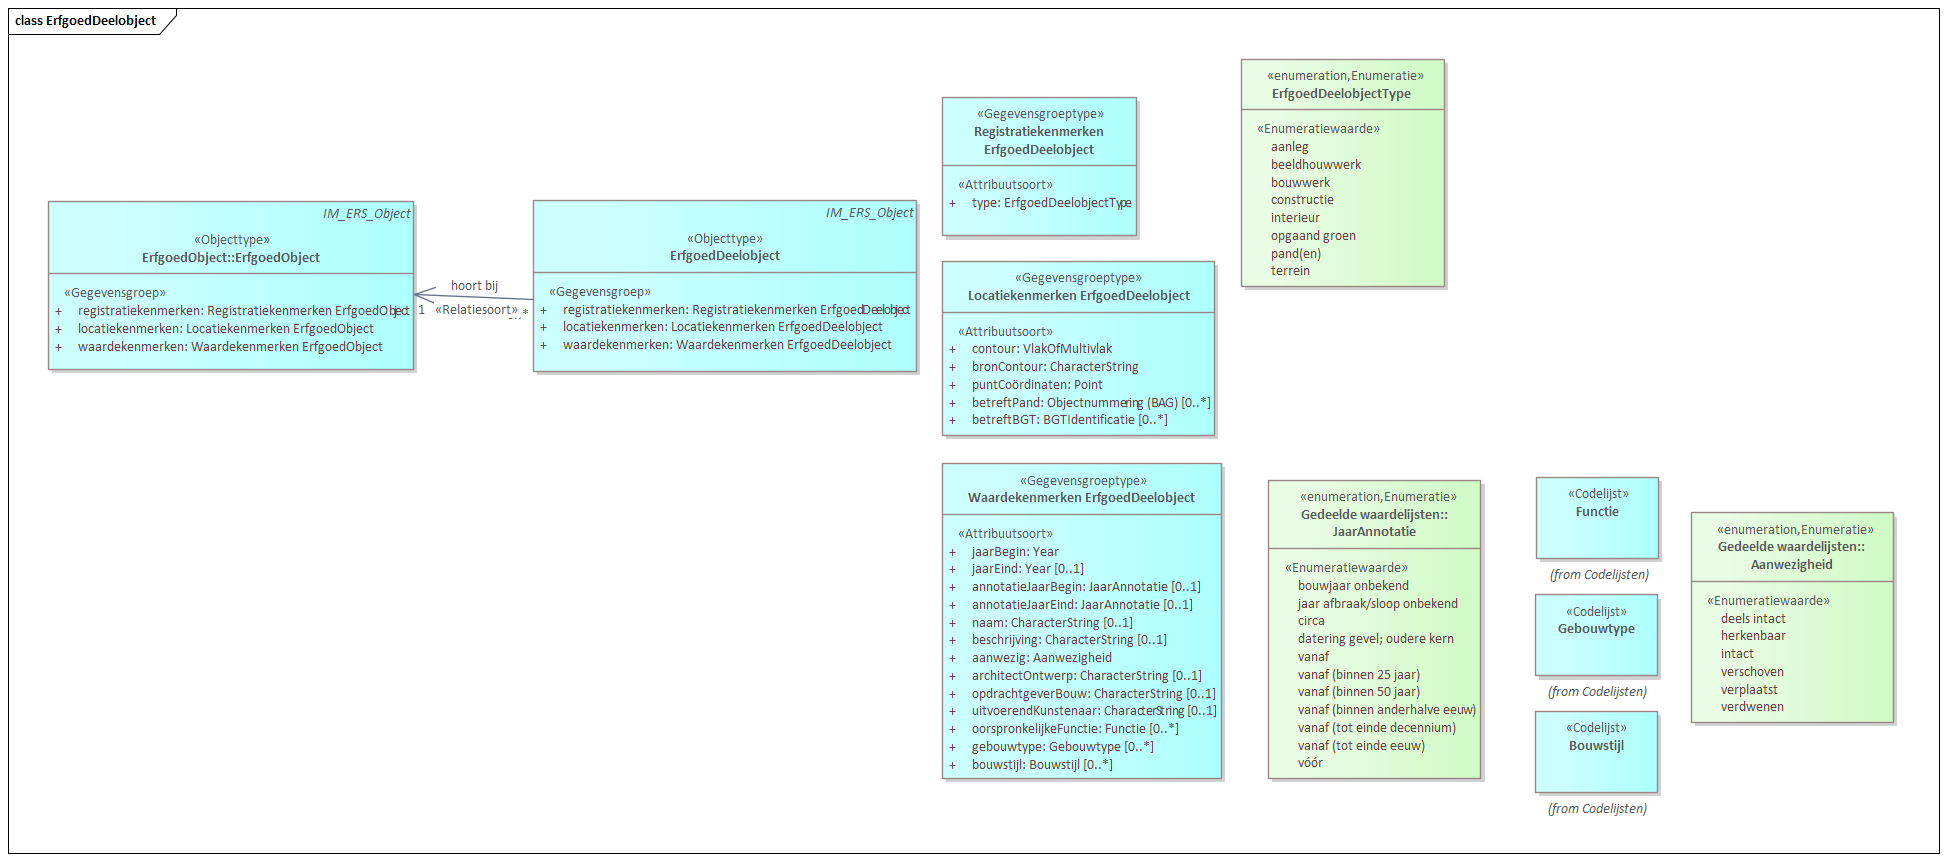 class ErfgoedDeelobject
IM_ERS_Object
«Objecttype»
ErfgoedObject::ErfgoedObject
«Gegevensgroep»
+ registratiekenmerken: Registratiekenmerken ErfgoedObject
+ locatiekenmerken: Locatiekenmerken ErfgoedObject
+ waardekenmerken: Waardekenmerken ErfgoedObject
hoort bij
1 «Relatiesoort» *
IM_ERS_Object
«Objecttype»
ErfgoedDeelobject
«Gegevensgroep»
+ registratiekenmerken: Registratiekenmerken ErfgoedDeelobject
+ locatiekenmerken: Locatiekenmerken ErfgoedDeelobject
+ waardekenmerken: Waardekenmerken ErfgoedDeelobject
«Gegevensgroeptype»
Registratiekenmerken
ErfgoedDeelobject
«Attribuutsoort»
+ type: ErfgoedDeelobjectType
«enumeration,Enumeratie»
ErfgoedDeelobjectType
«Enumeratiewaarde»
aanleg
beeldhouwwerk
bouwwerk
constructie
interieur
opgaand groen
pand(en)
terrein
«Gegevensgroeptype»
Locatiekenmerken ErfgoedDeelobject
«Attribuutsoort»
+ contour: VlakOfMultivlak
+ bronContour: CharacterString
+ puntCoördinaten: Point
+ betreftPand: Objectnummering (BAG) [0..*]
+ betreftBGT: BGTIdentificatie [0..*]
«Gegevensgroeptype»
Waardekenmerken ErfgoedDeelobject
«Attribuutsoort»
+ jaarBegin: Year
+ jaarEind: Year [0..1]
+ annotatieJaarBegin: JaarAnnotatie [0..1]
+ annotatieJaarEind: JaarAnnotatie [0..1]
+ naam: CharacterString [0..1]
+ beschrijving: CharacterString [0..1]
+ aanwezig: Aanwezigheid
+ architectOntwerp: CharacterString [0..1]
+ opdrachtgeverBouw: CharacterString [0..1]
+ uitvoerendKunstenaar: CharacterString [0..1]
+ oorspronkelijkeFunctie: Functie [0..*]
+ gebouwtype: Gebouwtype [0..*]
+ bouwstijl: Bouwstijl [0..*]
«enumeration,Enumeratie»
Gedeelde waardelijsten::
JaarAnnotatie
«Enumeratiewaarde»
bouwjaar onbekend
jaar afbraak/sloop onbekend
circa
datering gevel; oudere kern
vanaf
vanaf (binnen 25 jaar)
vanaf (binnen 50 jaar)
vanaf (binnen anderhalve eeuw)
vanaf (tot einde decennium)
vanaf (tot einde eeuw)
vóór
«Codelijst»
Functie
(from Codelijsten)
«Codelijst»
Gebouwtype
(from Codelijsten)
«Codelijst»
Bouwstijl
(from Codelijsten)
«enumeration,Enumeratie»
Gedeelde waardelijsten::
Aanwezigheid
«Enumeratiewaarde»
deels intact
herkenbaar
intact
verschoven
verplaatst
verdwenen